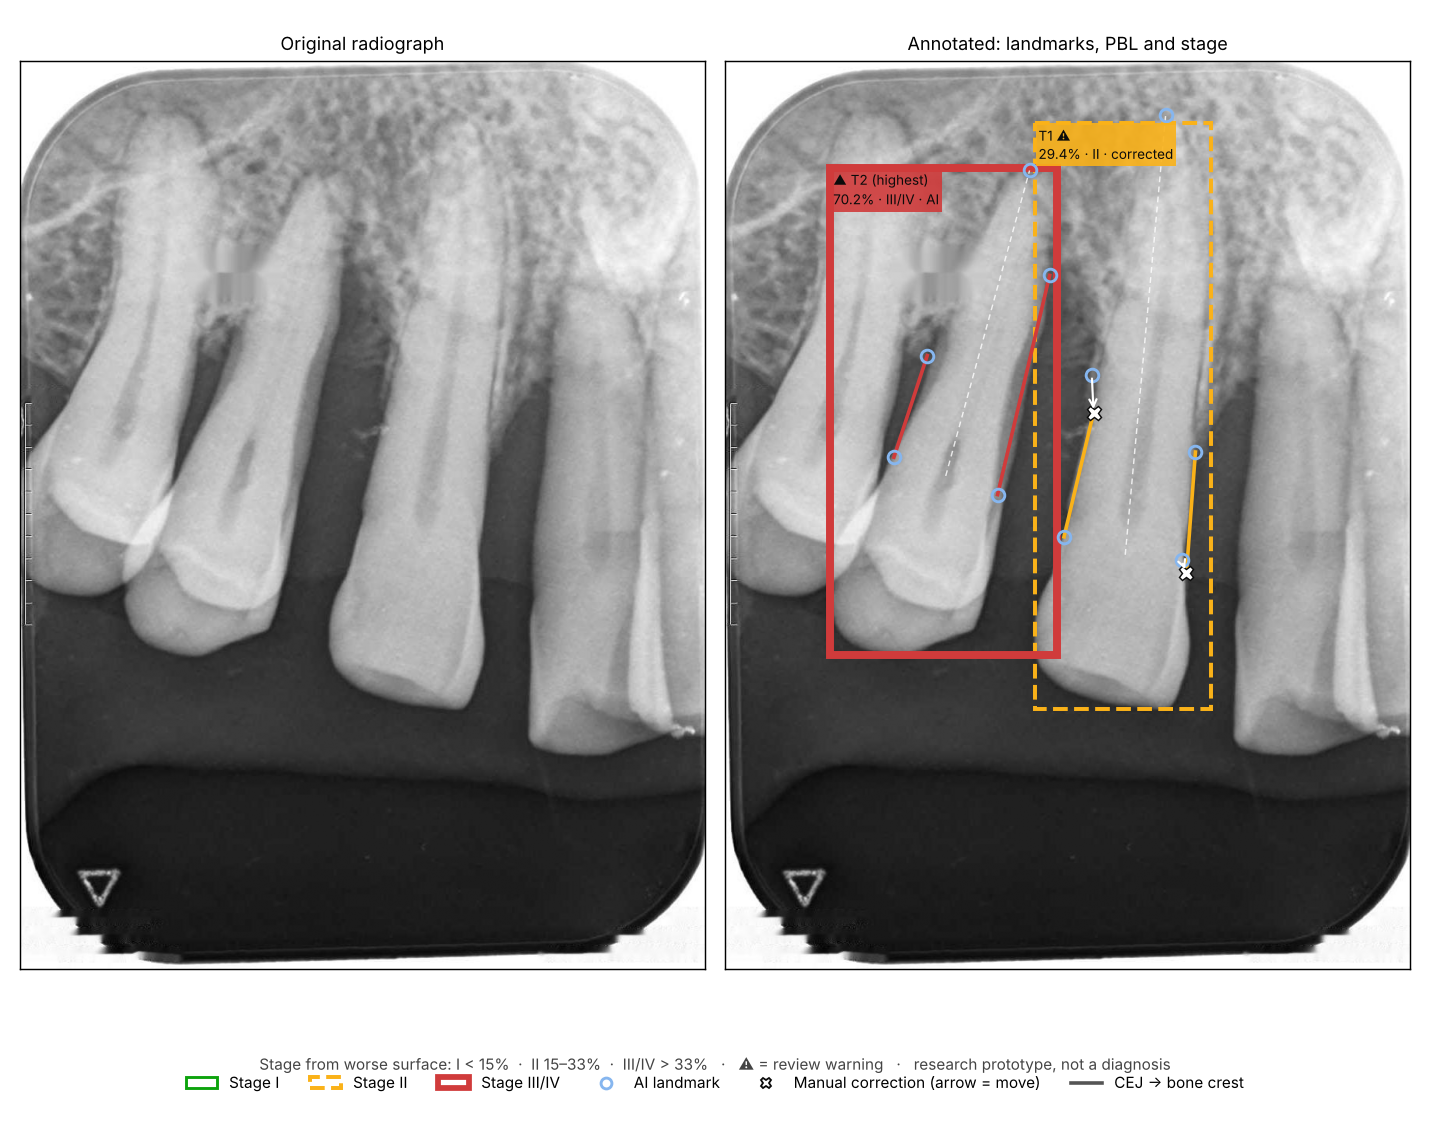 Original radiograph
Annotated: landmarks, PBL and stage
T1 ⚠
29.4% · II · corrected
▲ T2 (highest)
70.2% · III/IV · AI
Stage from worse surface: I < 15% · II 15–33% · III/IV > 33% · ⚠ = review warning · research prototype, not a diagnosis
Stage I
Stage II
Stage III/IV
AI landmark
Manual correction (arrow = move)
CEJ → bone crest